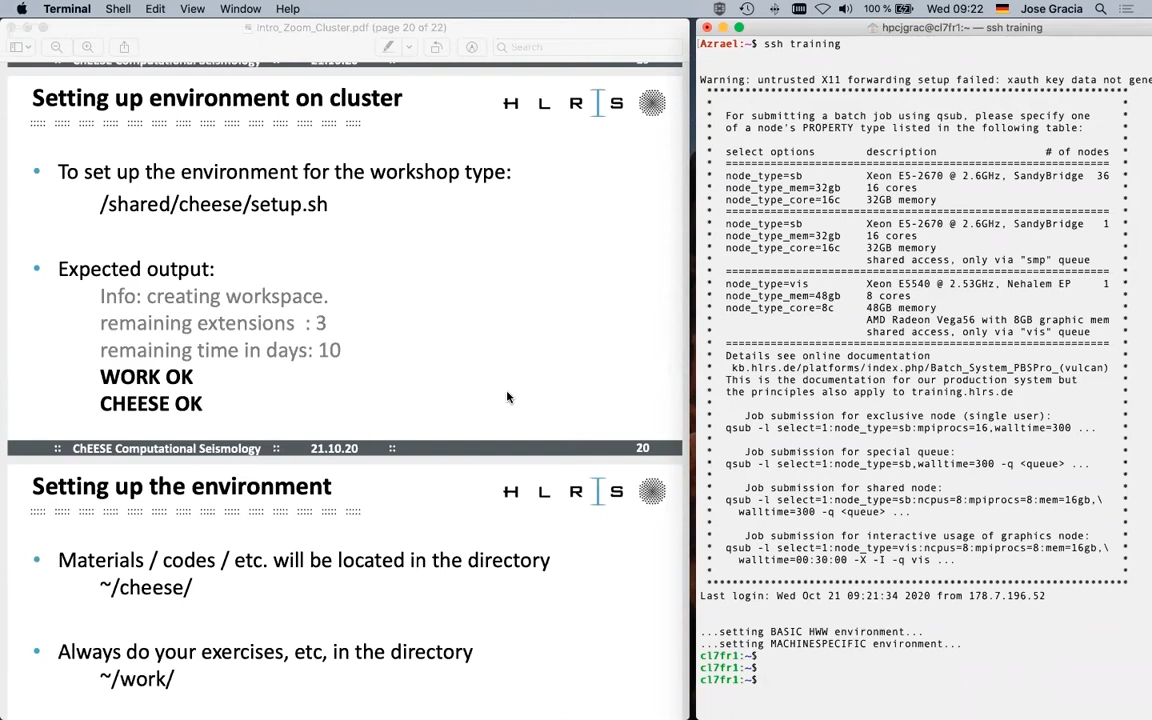 Terminal Shell Edit View Window Help 100 % Wed 09:22 Jose Gracia
intro_Zoom_Cluster.pdf (page 20 of 22)
Search
ChEESE Computational Seismology 21.10.20
Setting up environment on cluster
H L R I S
• To set up the environment for the workshop type:
/shared/cheese/setup.sh
• Expected output:
Info: creating workspace.
remaining extensions : 3
remaining time in days: 10
WORK OK
CHEESE OK
:: ChEESE Computational Seismology :: 21.10.20 :: 20
Setting up the environment
H L R I S
• Materials / codes / etc. will be located in the directory
~/cheese/
• Always do your exercises, etc, in the directory
~/work/
hpcjgrac@cl7fr1:~ — ssh training
Azrael:~$ ssh training
Warning: untrusted X11 forwarding setup failed: xauth key data not gene
For submitting a batch job using qsub, please specify one
of a node's PROPERTY type listed in the following table:
select options description # of nodes
===================================================================
node_type=sb Xeon E5-2670 @ 2.6GHz, SandyBridge 36
node_type_mem=32gb 16 cores
node_type_core=16c 32GB memory
===================================================================
node_type=sb Xeon E5-2670 @ 2.6GHz, SandyBridge 1
node_type_mem=32gb 16 cores
node_type_core=16c 32GB memory
shared access, only via "smp" queue
===================================================================
node_type=vis Xeon E5540 @ 2.53GHz, Nehalem EP 1
node_type_mem=48gb 8 cores
node_type_core=8c 48GB memory
AMD Radeon Vega56 with 8GB graphic mem
shared access, only via "vis" queue
===================================================================
Details see online documentation
kb.hlrs.de/platforms/index.php/Batch_System_PBSPro_(vulcan)
This is the documentation for our production system but
the principles also apply to training.hlrs.de
Job submission for exclusive node (single user):
qsub -l select=1:node_type=sb:mpiprocs=16,walltime=300 ...
Job submission for special queue:
qsub -l select=1:node_type=sb,walltime=300 -q <queue> ...
Job submission for shared node:
qsub -l select=1:node_type=sb:ncpus=8:mpiprocs=8:mem=16gb,\
walltime=300 -q <queue> ...
Job submission for interactive usage of graphics node:
qsub -l select=1:node_type=vis:ncpus=8:mpiprocs=8:mem=16gb,\
walltime=00:30:00 -X -I -q vis ...
Last login: Wed Oct 21 09:21:34 2020 from 178.7.196.52
...setting BASIC HWW environment...
...setting MACHINESPECIFIC environment...
cl7fr1:~$
cl7fr1:~$
cl7fr1:~$